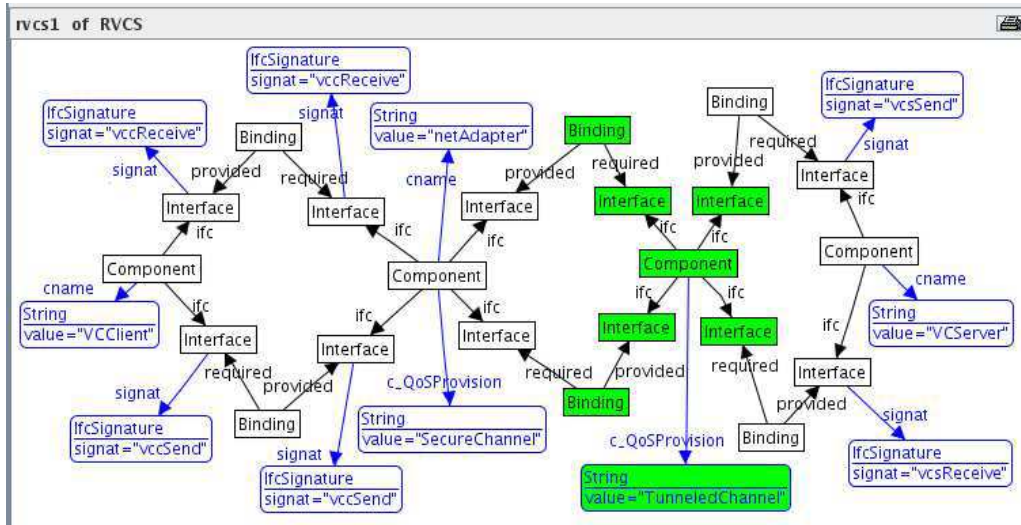 rvcs1 of RVCS
IfcSignature
signat="vccReceive"
IfcSignature
signat="vccReceive"
String
value="netAdapter"
Binding
Binding
IfcSignature
signat="vcsSend"
signat
signat
signat
Binding
provided
required
cname
provided
required
provided
required
Interface
Interface
Interface
Interface
Interface
Interface
ifc
ifc
ifc
ifc
ifc
ifc
Component
Component
Component
Component
cname
cname
String
value="VCClient"
ifc
ifc
ifc
ifc
ifc
ifc
String
value="VCServer"
Interface
Interface
Interface
Interface
Interface
Interface
required
provided
c_QoSProvision
required
provided
required
provided
signat
signat
Binding
Binding
Binding
IfcSignature
signat="vccSend"
String
value="SecureChannel"
c_QoSProvision
signat
IfcSignature
signat="vcsReceive"
IfcSignature
signat="vccSend"
String
value="TunneledChannel"